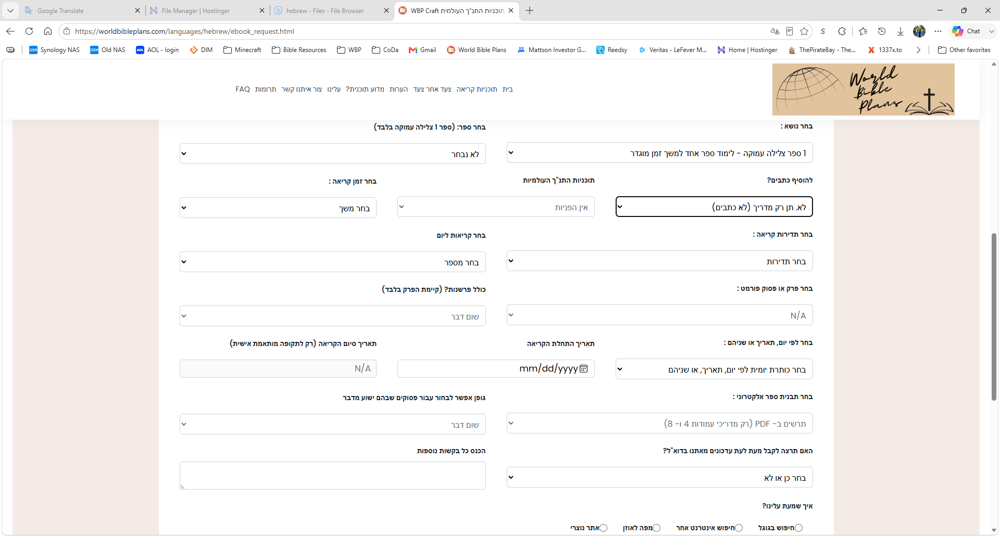 Google Translate
File Manager | Hostinger
hebrew - Files - File Browser
WBP Craft תוכניות התנ"ך העולמית
https://worldbibleplans.com/languages/hebrew/ebook_request.html
Chat
Synology NAS
Old NAS
AOL - login
DIM
Minecraft
Bible Resources
WBP
CoDa
Gmail
World Bible Plans
Mattson Investor G...
Reedsy
Veritas - LeFever M...
Home | Hostinger
ThePirateBay - The...
1337x.to
Other favorites
World
Bible
Plans
בית תוכניות קריאה צעד אחר צעד הערות מדוע תוכנית? עלינו צור איתנו קשר תרומות FAQ
בחר נושא :
בחר ספר: (ספר 1 צלילה עמוקה בלבד)
1 ספר צלילה עמוקה - לימוד ספר אחד למשך זמן מוגדר
לא נבחר
להוסיף כתבים?
תוכניות התנ"ך העולמיות
בחר זמן קריאה :
לא. תן רק מדריך (לא כתבים)
אין הפניות
בחר משך
בחר תדירות קריאה :
בחר קריאות ליום
בחר תדירות
בחר מספר
בחר פרק או פסוק פורמט :
כולל פרשנות? (קיימת הפרק בלבד)
N/A
שום דבר
בחר לפי יום, תאריך או שניהם :
תאריך התחלת הקריאה
תאריך סיום הקריאה (רק לתקופה מותאמת אישית)
בחר כותרת יומית לפי יום, תאריך, או שניהם
mm/dd/yyyy
N/A
בחר תבנית ספר אלקטרוני :
גופן אפשר לבחור עבור פסוקים שבהם ישוע מדבר
תרשים ב- PDF (רק מדריכי עמודות 4 ו- 8)
שום דבר
האם תרצה לקבל מעת לעת עדכונים מאתנו בדוא"ל?
הכנס כל בקשות נוספות
בחר כן או לא
איך שמעת עלינו?
חיפוש בגוגל
חיפוש אינטרנט אחר
מפה לאוזן
אתר נוצרי